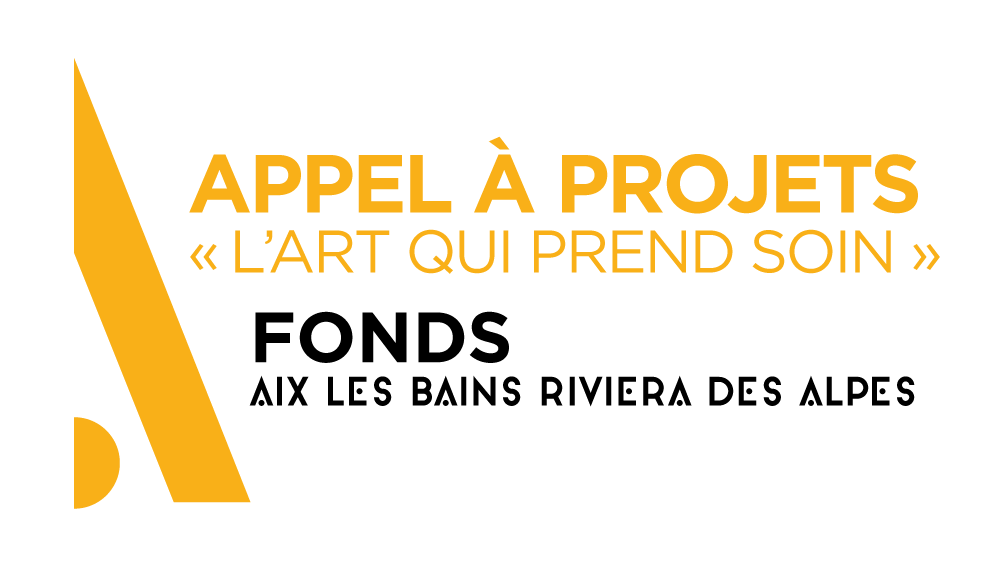 APPEL À PROJETS
« L’ART QUI PREND SOIN »
FONDS
AIX LES BAINS RIVIERA DES ALPES